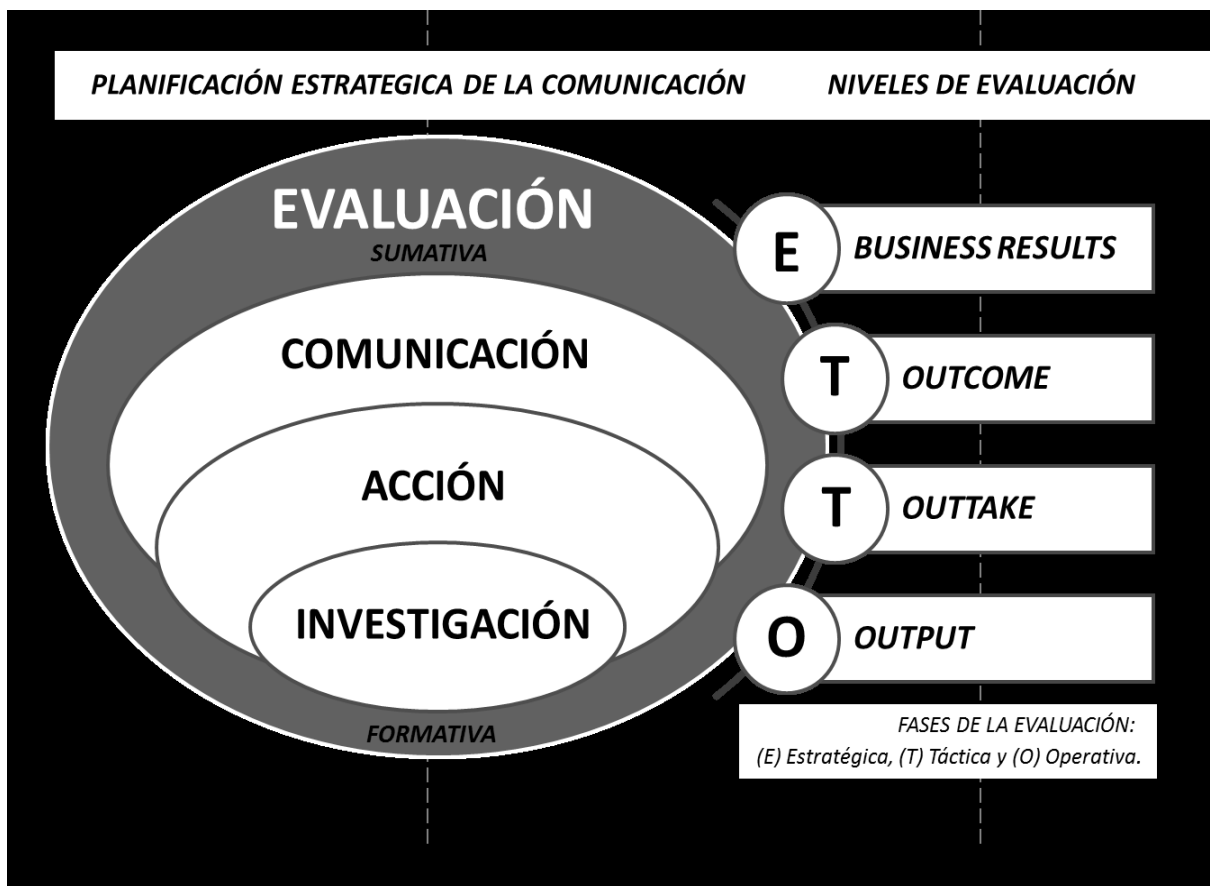 PLANIFICACIÓN ESTRATEGICA DE LA COMUNICACIÓN
NIVELES DE EVALUACIÓN
EVALUACIÓN
SUMATIVA
COMUNICACIÓN
ACCIÓN
INVESTIGACIÓN
FORMATIVA
E
BUSINESS RESULTS
T
OUTCOME
T
OUTTAKE
O
OUTPUT
FASES DE LA EVALUACIÓN:
(E) Estratégica, (T) Táctica y (O) Operativa.